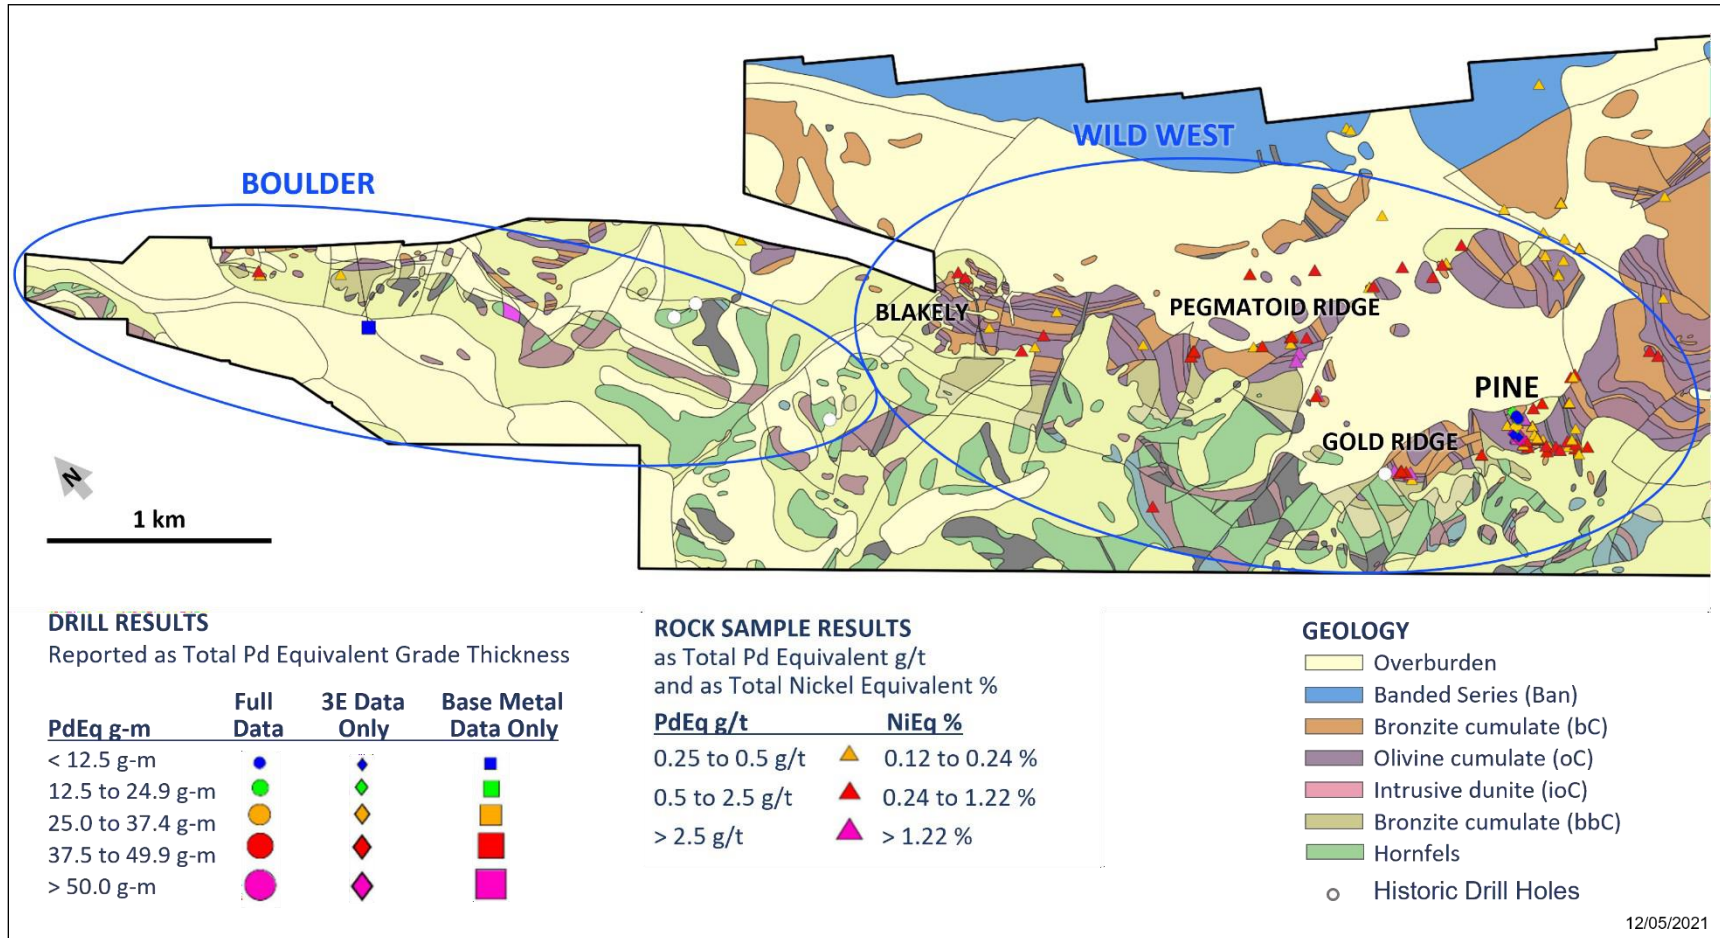 WILD WEST
BOULDER
BLAKELY
PEGMATOID RIDGE
PINE
GOLD RIDGE
N
1 km
DRILL RESULTS
Reported as Total Pd Equivalent Grade Thickness
PdEq g-m
Full Data
3E Data Only
Base Metal Data Only
< 12.5 g-m
12.5 to 24.9 g-m
25.0 to 37.4 g-m
37.5 to 49.9 g-m
> 50.0 g-m
ROCK SAMPLE RESULTS
as Total Pd Equivalent g/t
and as Total Nickel Equivalent %
PdEq g/t NiEq %
0.25 to 0.5 g/t 0.12 to 0.24 %
0.5 to 2.5 g/t 0.24 to 1.22 %
> 2.5 g/t > 1.22 %
GEOLOGY
Overburden
Banded Series (Ban)
Bronzite cumulate (bC)
Olivine cumulate (oC)
Intrusive dunite (ioC)
Bronzite cumulate (bbC)
Hornfels
Historic Drill Holes
12/05/2021